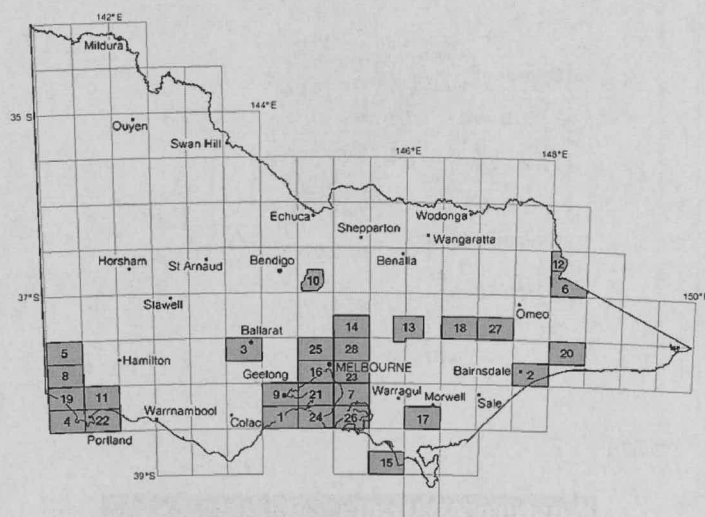 142°E
Mildura
35°S
144°E
Ouyen
Swan Hill
146°E
148°E
Echuca
Wodonga
Shepparton
Wangaratta
Horsham
St Arnaud
Bendigo
Benalla
12
10
6
37°S
Slawell
Omeo
150°E
Ballarat
14
13
18
27
5
3
25
28
20
Hamilton
MELBOURNE
8
Geelong
16
23
Bairnsdale
2
19
11
9
21
7
Warragul
Morwell
Sale
4
22
Warrnambool
Colac
1
24
26
17
Portland
15
39°S